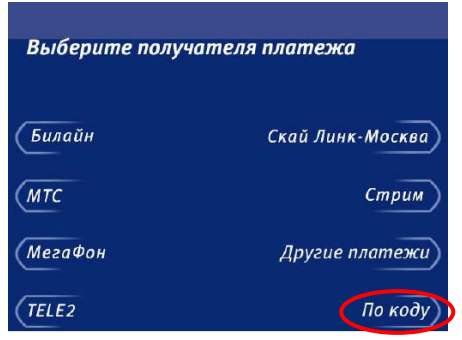 Выберите получателя платежа
Билайн
Скай Линк-Москва
МТС
Стрим
МегаФон
Другие платежи
TELE2
По коду